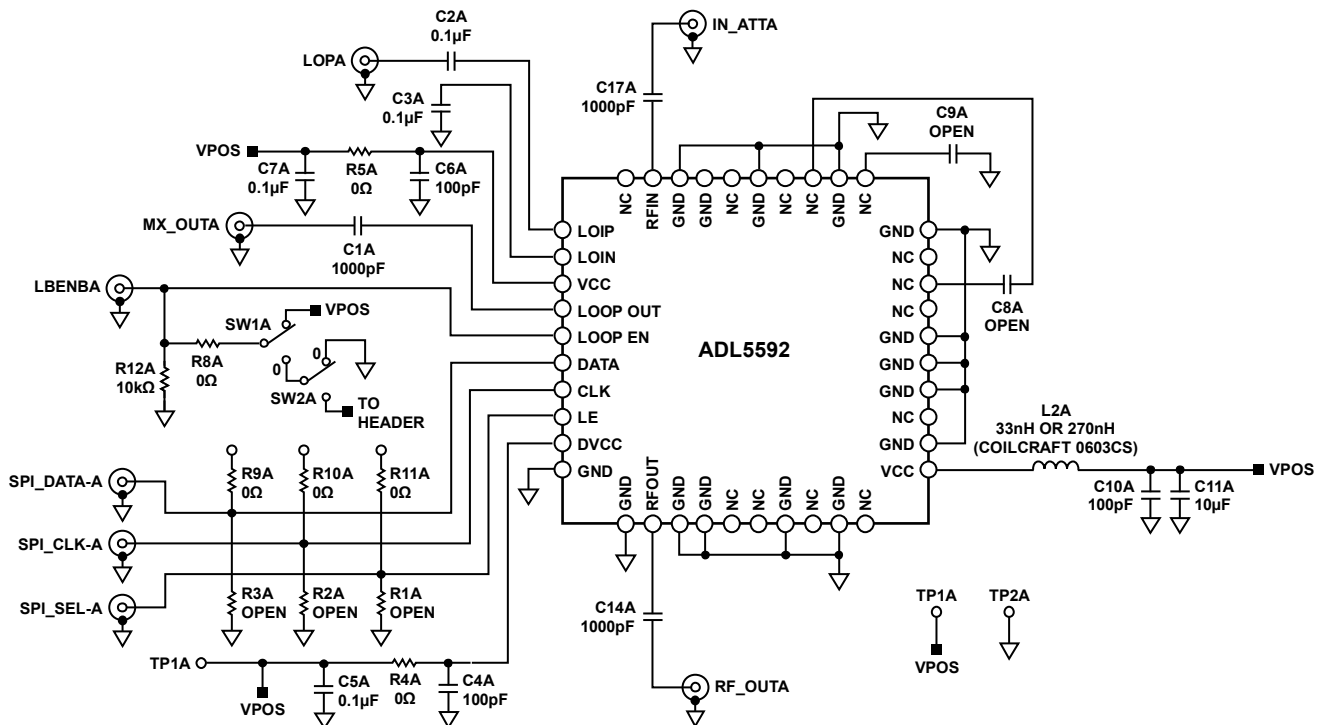 C2A
0.1µF
LOPA
IN_ATTA
C3A
0.1µF
C17A
1000pF
C9A
OPEN
VPOS
C7A
0.1µF
R5A
0Ω
C6A
100pF
MX_OUTA
C1A
1000pF
NC
RFIN
GND
GND
NC
GND
NC
NC
GND
NC
LBENBA
SW1A
VPOS
R8A
0Ω
R12A
10kΩ
0
0
SW2A
TO
HEADER
LOIP
LOIN
VCC
LOOP OUT
LOOP EN
DATA
CLK
LE
DVCC
GND
ADL5592
GND
NC
NC
NC
GND
GND
GND
NC
GND
VCC
C8A
OPEN
L2A
33nH OR 270nH
(COILCRAFT 0603CS)
VPOS
C10A
100pF
C11A
10µF
R9A
0Ω
R10A
0Ω
R11A
0Ω
SPI_DATA-A
SPI_CLK-A
SPI_SEL-A
R3A
OPEN
R2A
OPEN
R1A
OPEN
GND
RFOUT
GND
GND
NC
NC
GND
NC
GND
NC
C14A
1000pF
TP1A
VPOS
TP2A
TP1A
VPOS
C5A
0.1µF
R4A
0Ω
C4A
100pF
RF_OUTA